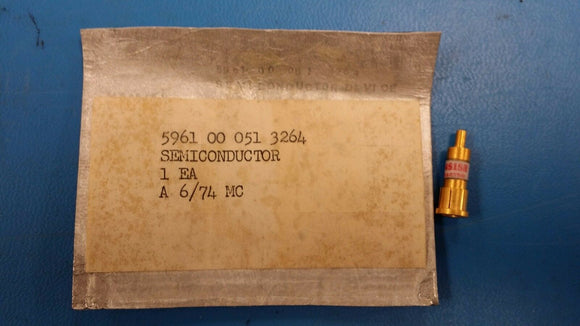 5961 00 051 3264
SEMICONDUCTOR
1 EA
A 6/74 MC